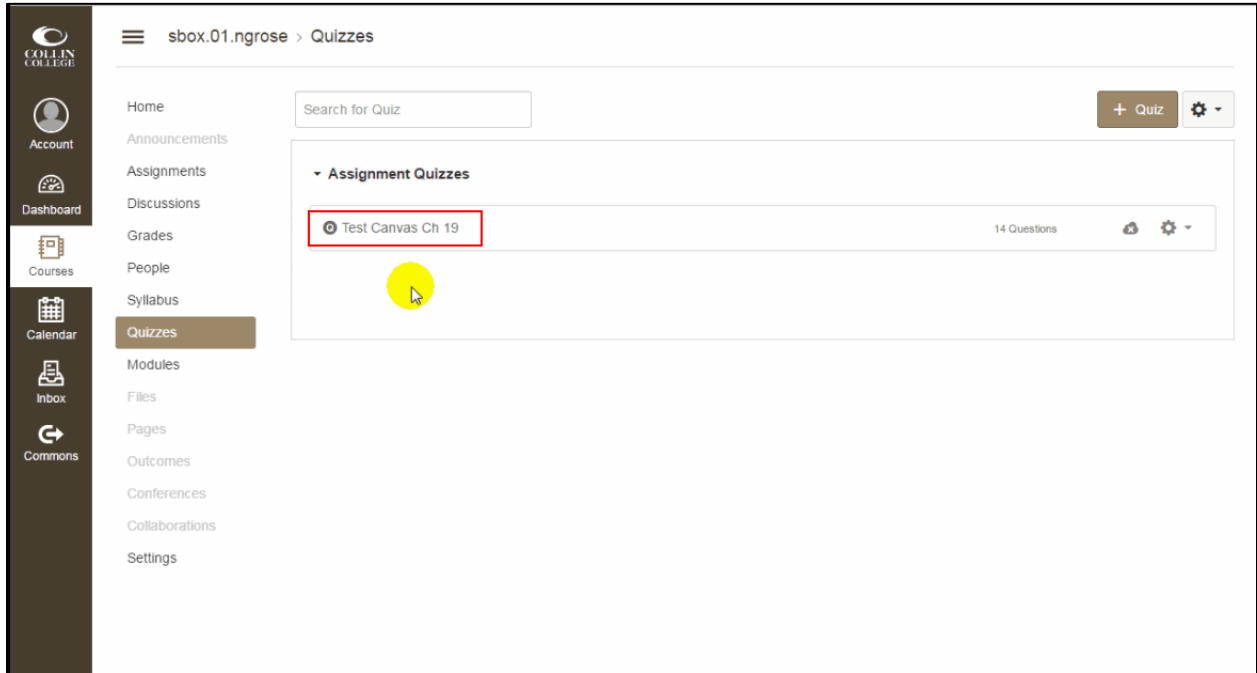 COLLIN
COLLEGE
Account
Dashboard
Courses
Calendar
Inbox
Commons
sbox.01.ngrose > Quizzes
Home
Announcements
Assignments
Discussions
Grades
People
Syllabus
Quizzes
Modules
Files
Pages
Outcomes
Conferences
Collaborations
Settings
Search for Quiz
+ Quiz
Assignment Quizzes
Q Test Canvas Ch 19
14 Questions